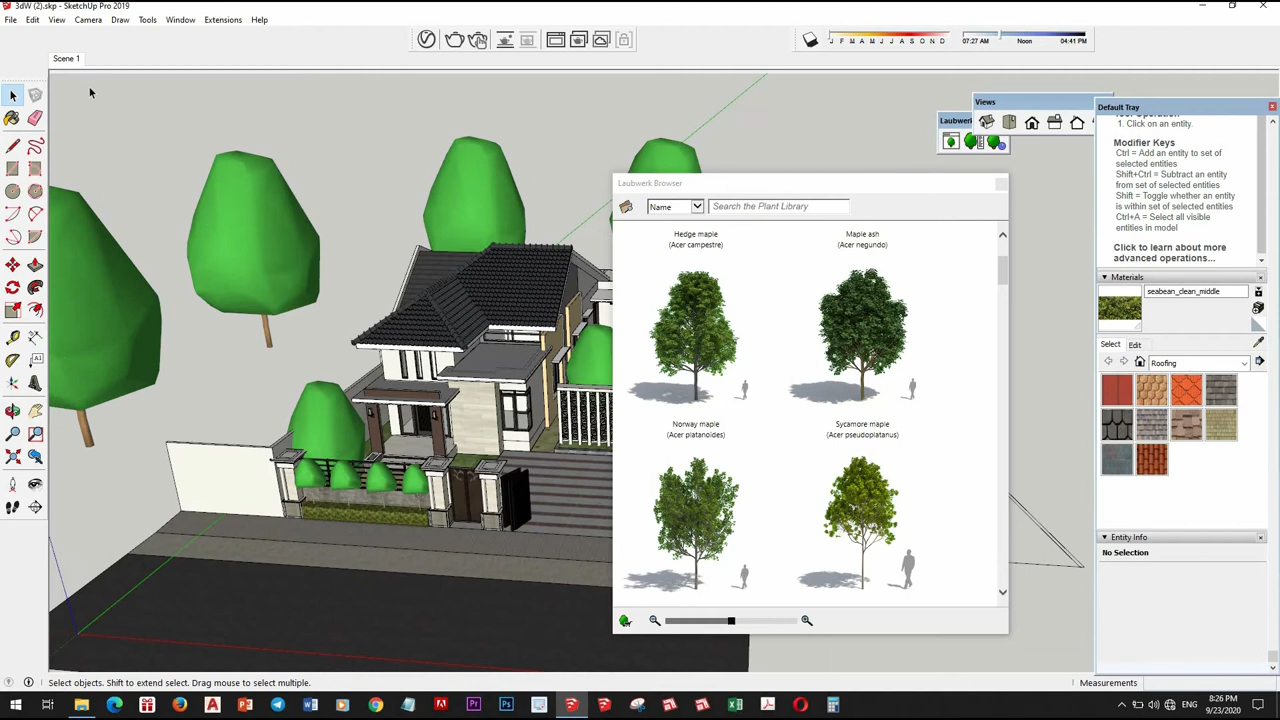 3dW (2).skp - SketchUp Pro 2019
File Edit View Camera Draw Tools Window Extensions Help
J F M A M J J A S O N D
07:27 AM Noon 04:41 PM
Scene 1
Views
Default Tray
1. Click on an entity.
Modifier Keys
Ctrl = Add an entity to set of
selected entities
Shift+Ctrl = Subtract an entity
from set of selected entities
Shift = Toggle whether an entity
is within set of selected entities
Ctrl+A = Select all visible
entities in model
Click to learn about more
advanced operations...
Materials
seabean_clean_middle
Select Edit
Roofing
Entity Info
No Selection
Laubwerk Browser
Name Search the Plant Library
Hedge maple
(Acer campestre)
Maple ash
(Acer negundo)
Norway maple
(Acer platanoides)
Sycamore maple
(Acer pseudoplatanus)
Select objects. Shift to extend select. Drag mouse to select multiple.
Measurements
ENG
8:26 PM
9/23/2020